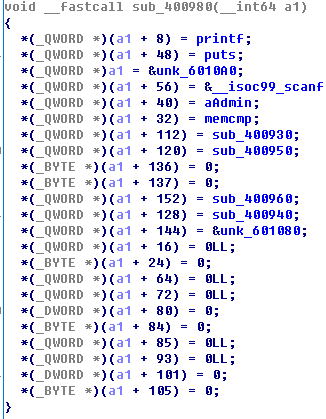 void __fastcall sub_400980(__int64 a1)
{
*(_QWORD *)(a1 + 8) = printf;
*(_QWORD *)(a1 + 48) = puts;
*(_QWORD *)a1 = &unk_6010A0;
*(_QWORD *)(a1 + 56) = &__isoc99_scanf
*(_QWORD *)(a1 + 40) = aAdmin;
*(_QWORD *)(a1 + 32) = memcmp;
*(_QWORD *)(a1 + 112) = sub_400930;
*(_QWORD *)(a1 + 120) = sub_400950;
*(_BYTE *)(a1 + 136) = 0;
*(_BYTE *)(a1 + 137) = 0;
*(_QWORD *)(a1 + 152) = sub_400960;
*(_QWORD *)(a1 + 128) = sub_400940;
*(_QWORD *)(a1 + 144) = &unk_601080;
*(_QWORD *)(a1 + 16) = 0LL;
*(_BYTE *)(a1 + 24) = 0;
*(_QWORD *)(a1 + 64) = 0LL;
*(_QWORD *)(a1 + 72) = 0LL;
*(_DWORD *)(a1 + 80) = 0;
*(_BYTE *)(a1 + 84) = 0;
*(_QWORD *)(a1 + 85) = 0LL;
*(_QWORD *)(a1 + 93) = 0LL;
*(_DWORD *)(a1 + 101) = 0;
*(_BYTE *)(a1 + 105) = 0;
}